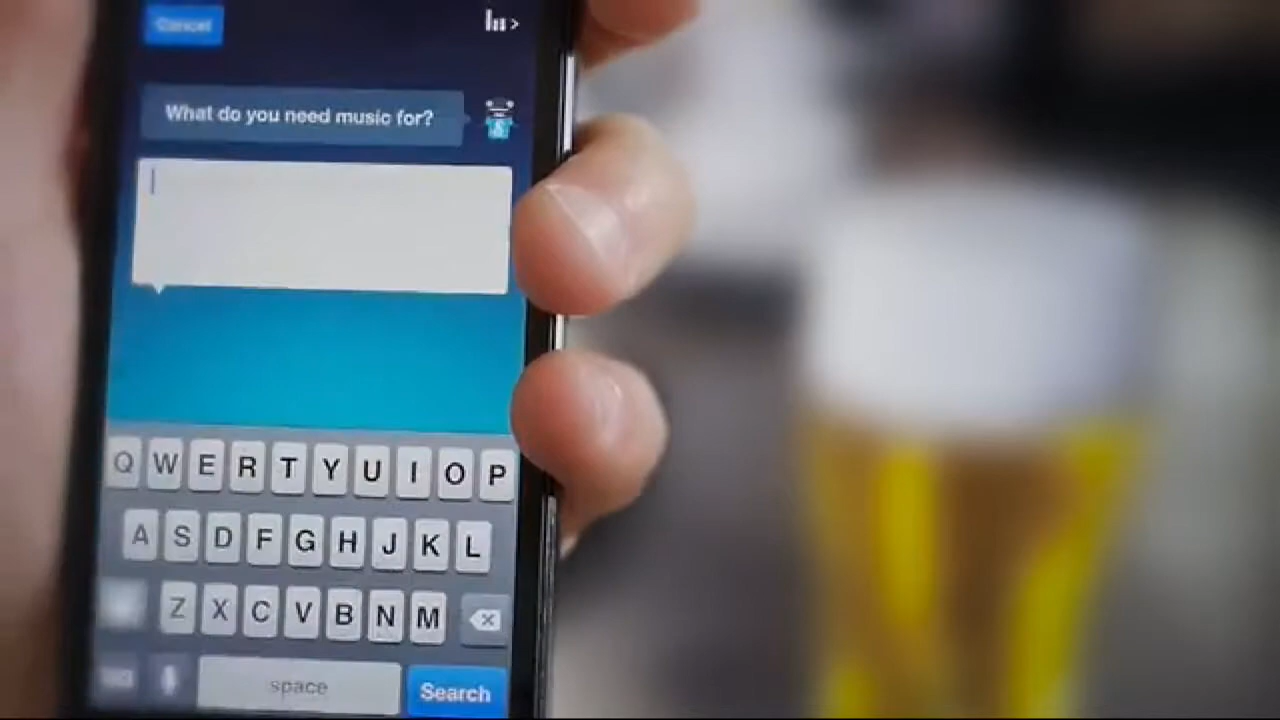 Cancel
What do you need music for?
Q W E R T Y U I O P
A S D F G H J K L
Z X C V B N M
space Search